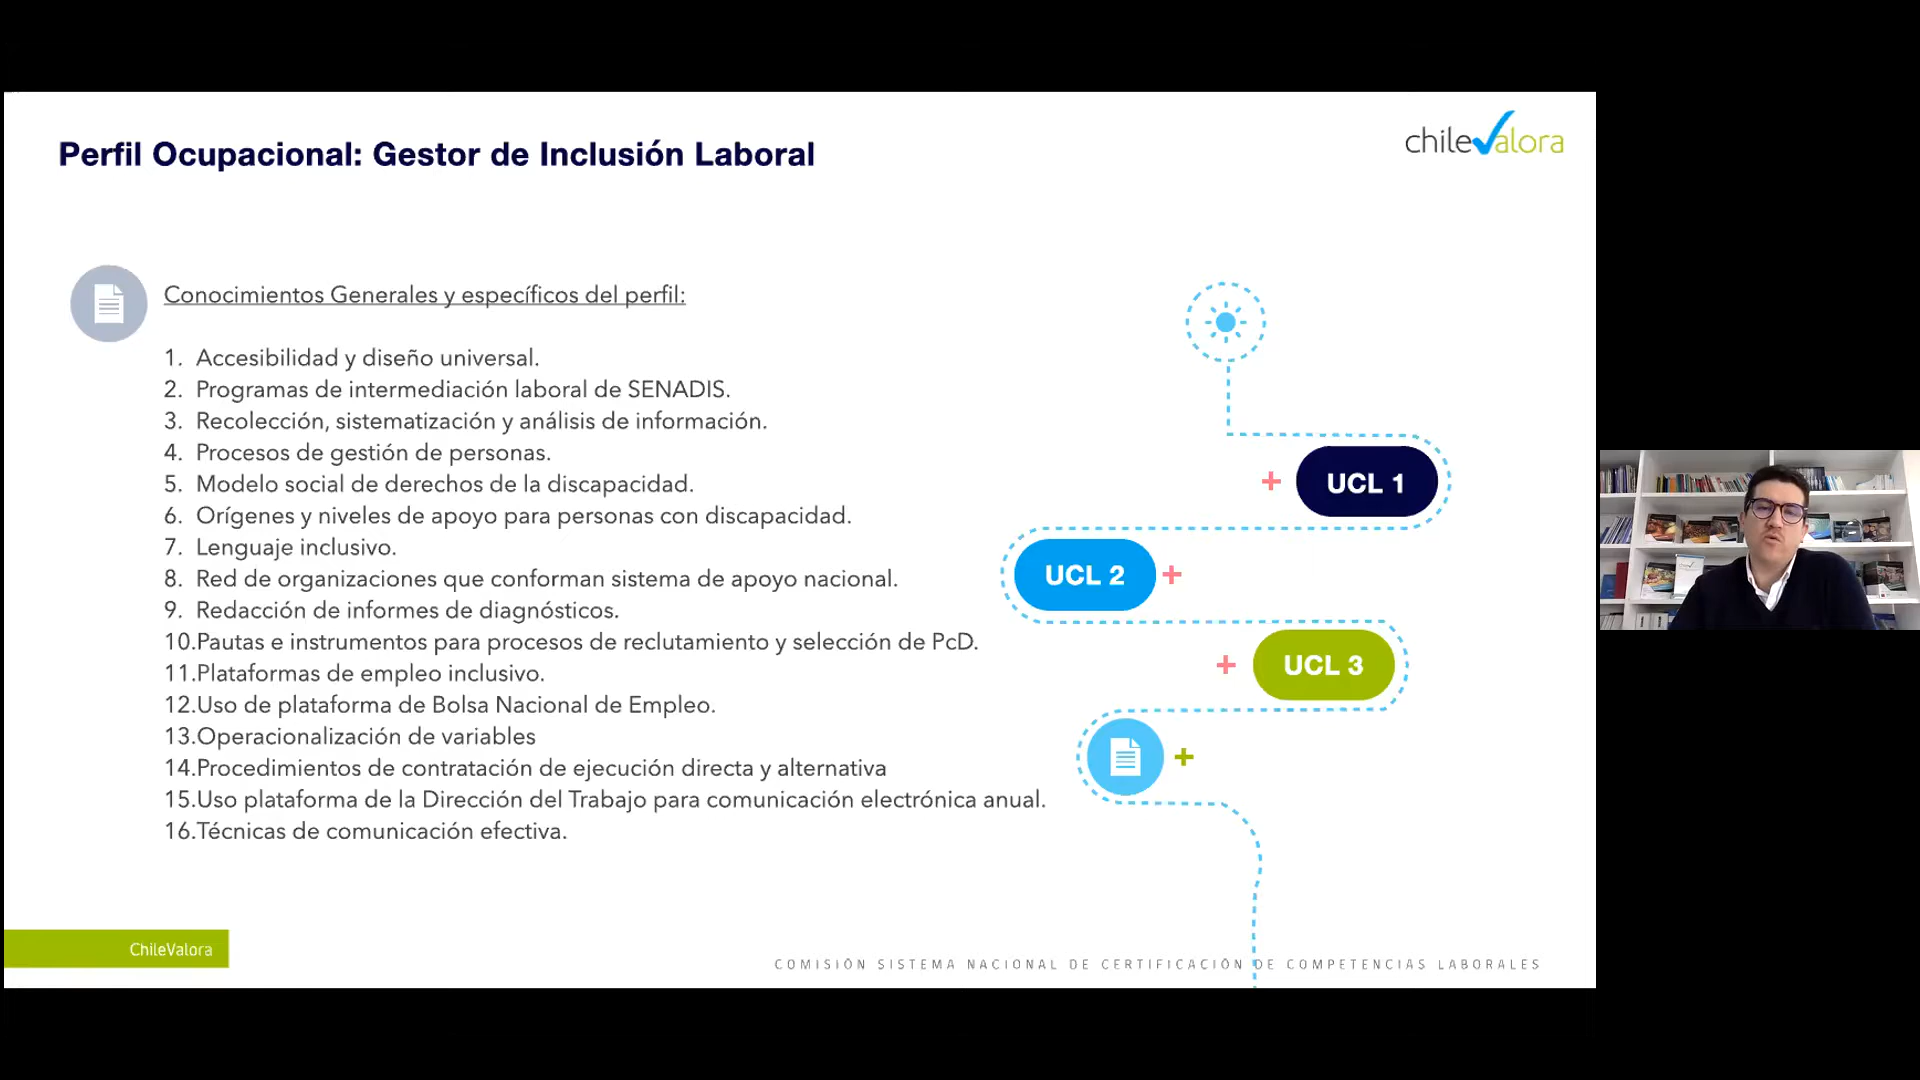 Perfil Ocupacional: Gestor de Inclusión Laboral
chilevalora
Conocimientos Generales y específicos del perfil:
1. Accesibilidad y diseño universal.
2. Programas de intermediación laboral de SENADIS.
3. Recolección, sistematización y análisis de información.
4. Procesos de gestión de personas.
5. Modelo social de derechos de la discapacidad.
6. Orígenes y niveles de apoyo para personas con discapacidad.
7. Lenguaje inclusivo.
8. Red de organizaciones que conforman sistema de apoyo nacional.
9. Redacción de informes de diagnósticos.
10.Pautas e instrumentos para procesos de reclutamiento y selección de PcD.
11.Plataformas de empleo inclusivo.
12.Uso de plataforma de Bolsa Nacional de Empleo.
13.Operacionalización de variables
14.Procedimientos de contratación de ejecución directa y alternativa
15.Uso plataforma de la Dirección del Trabajo para comunicación electrónica anual.
16.Técnicas de comunicación efectiva.
+ UCL 1
UCL 2 +
+ UCL 3
+
ChileValora
COMISIÓN SISTEMA NACIONAL DE CERTIFICACIÓN DE COMPETENCIAS LABORALES